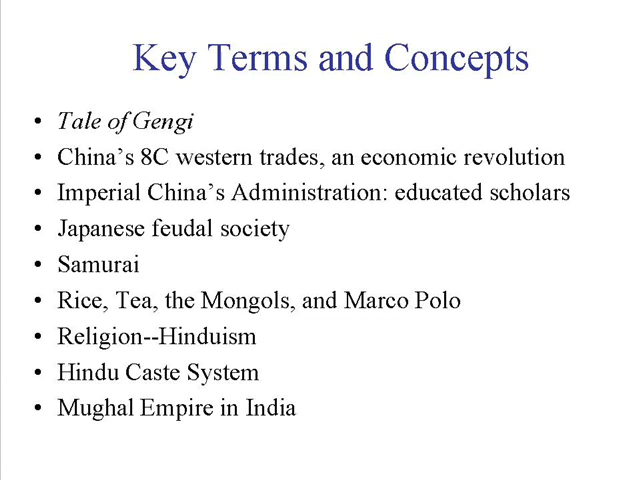 Key Terms and Concepts
• Tale of Gengi
• China's 8C western trades, an economic revolution
• Imperial China's Administration: educated scholars
• Japanese feudal society
• Samurai
• Rice, Tea, the Mongols, and Marco Polo
• Religion--Hinduism
• Hindu Caste System
• Mughal Empire in India